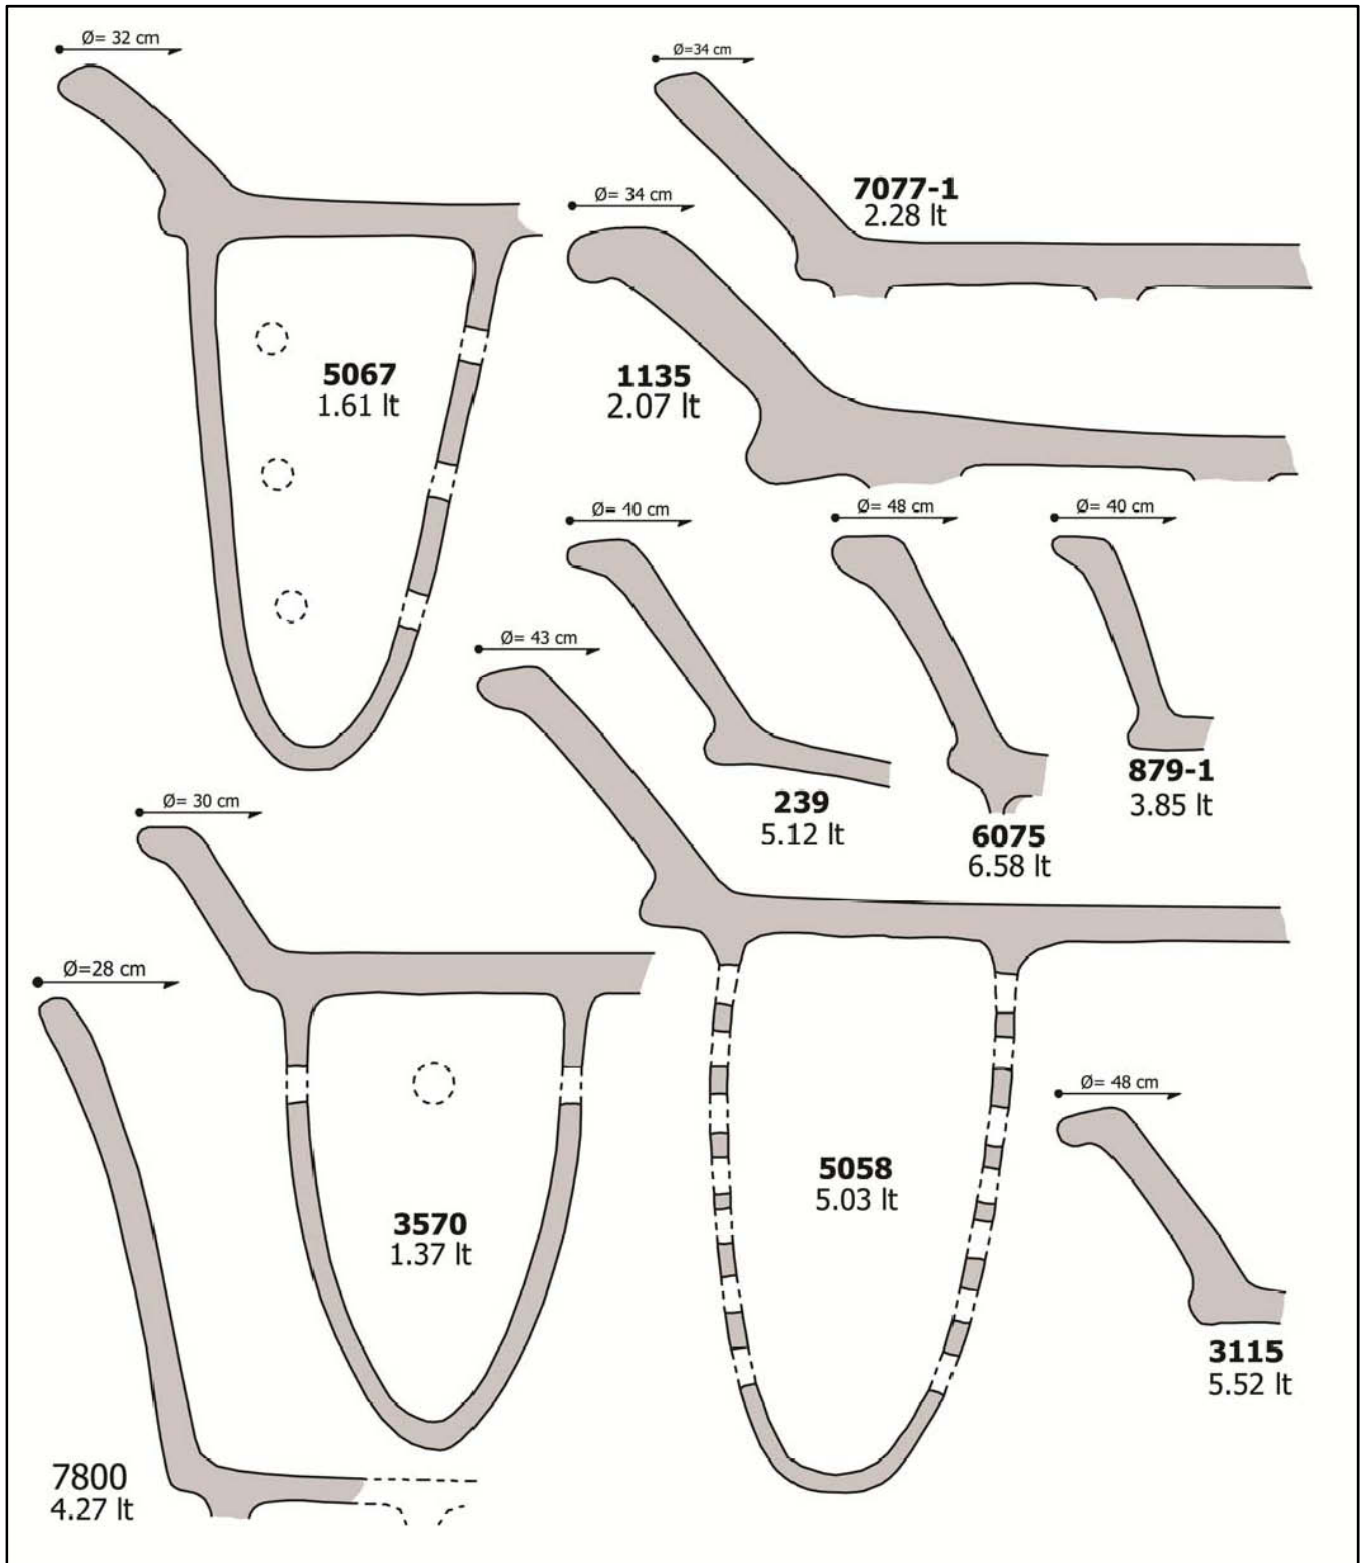 Ø= 32 cm
Ø=34 cm
7077-1
2.28 lt
Ø= 34 cm
5067
1.61 lt
1135
2.07 lt
Ø= 40 cm
Ø= 48 cm
Ø= 40 cm
Ø= 43 cm
879-1
3.85 lt
239
5.12 lt
6075
6.58 lt
Ø= 30 cm
Ø=28 cm
Ø= 48 cm
5058
5.03 lt
3570
1.37 lt
3115
5.52 lt
7800
4.27 lt